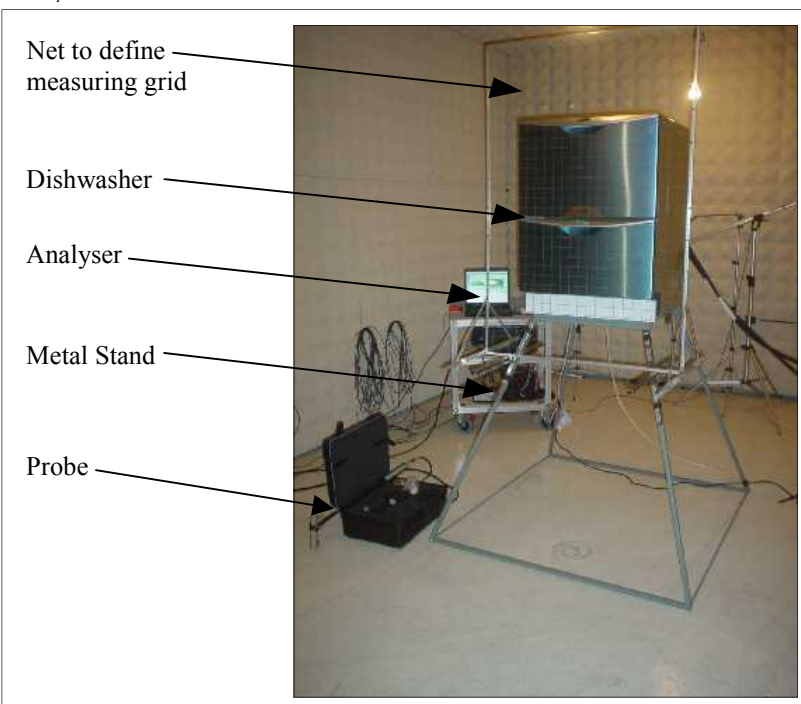 Net to define
measuring grid
Dishwasher
Analyser
Metal Stand
Probe